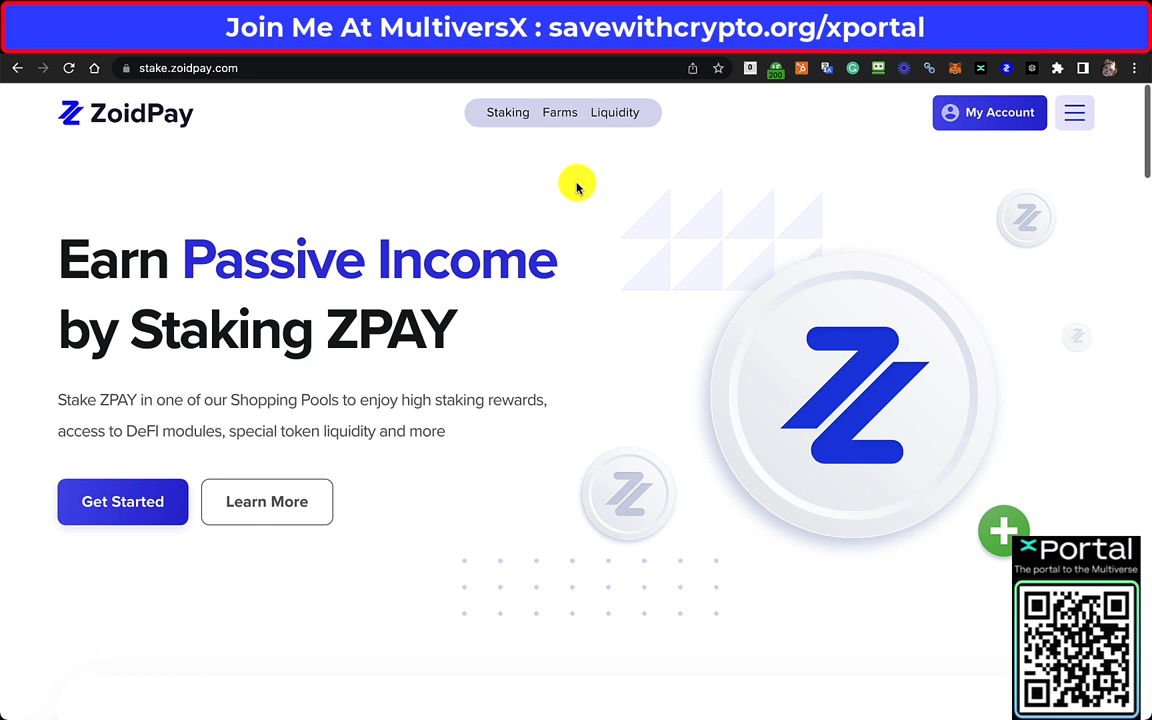 Join Me At MultiversX : savewithcrypto.org/xportal
stake.zoidpay.com
200
ZoidPay
Staking Farms Liquidity
My Account
Earn Passive Income
by Staking ZPAY
Stake ZPAY in one of our Shopping Pools to enjoy high staking rewards,
access to DeFI modules, special token liquidity and more
Get Started
Learn More
xPortal
The portal to the Multiverse